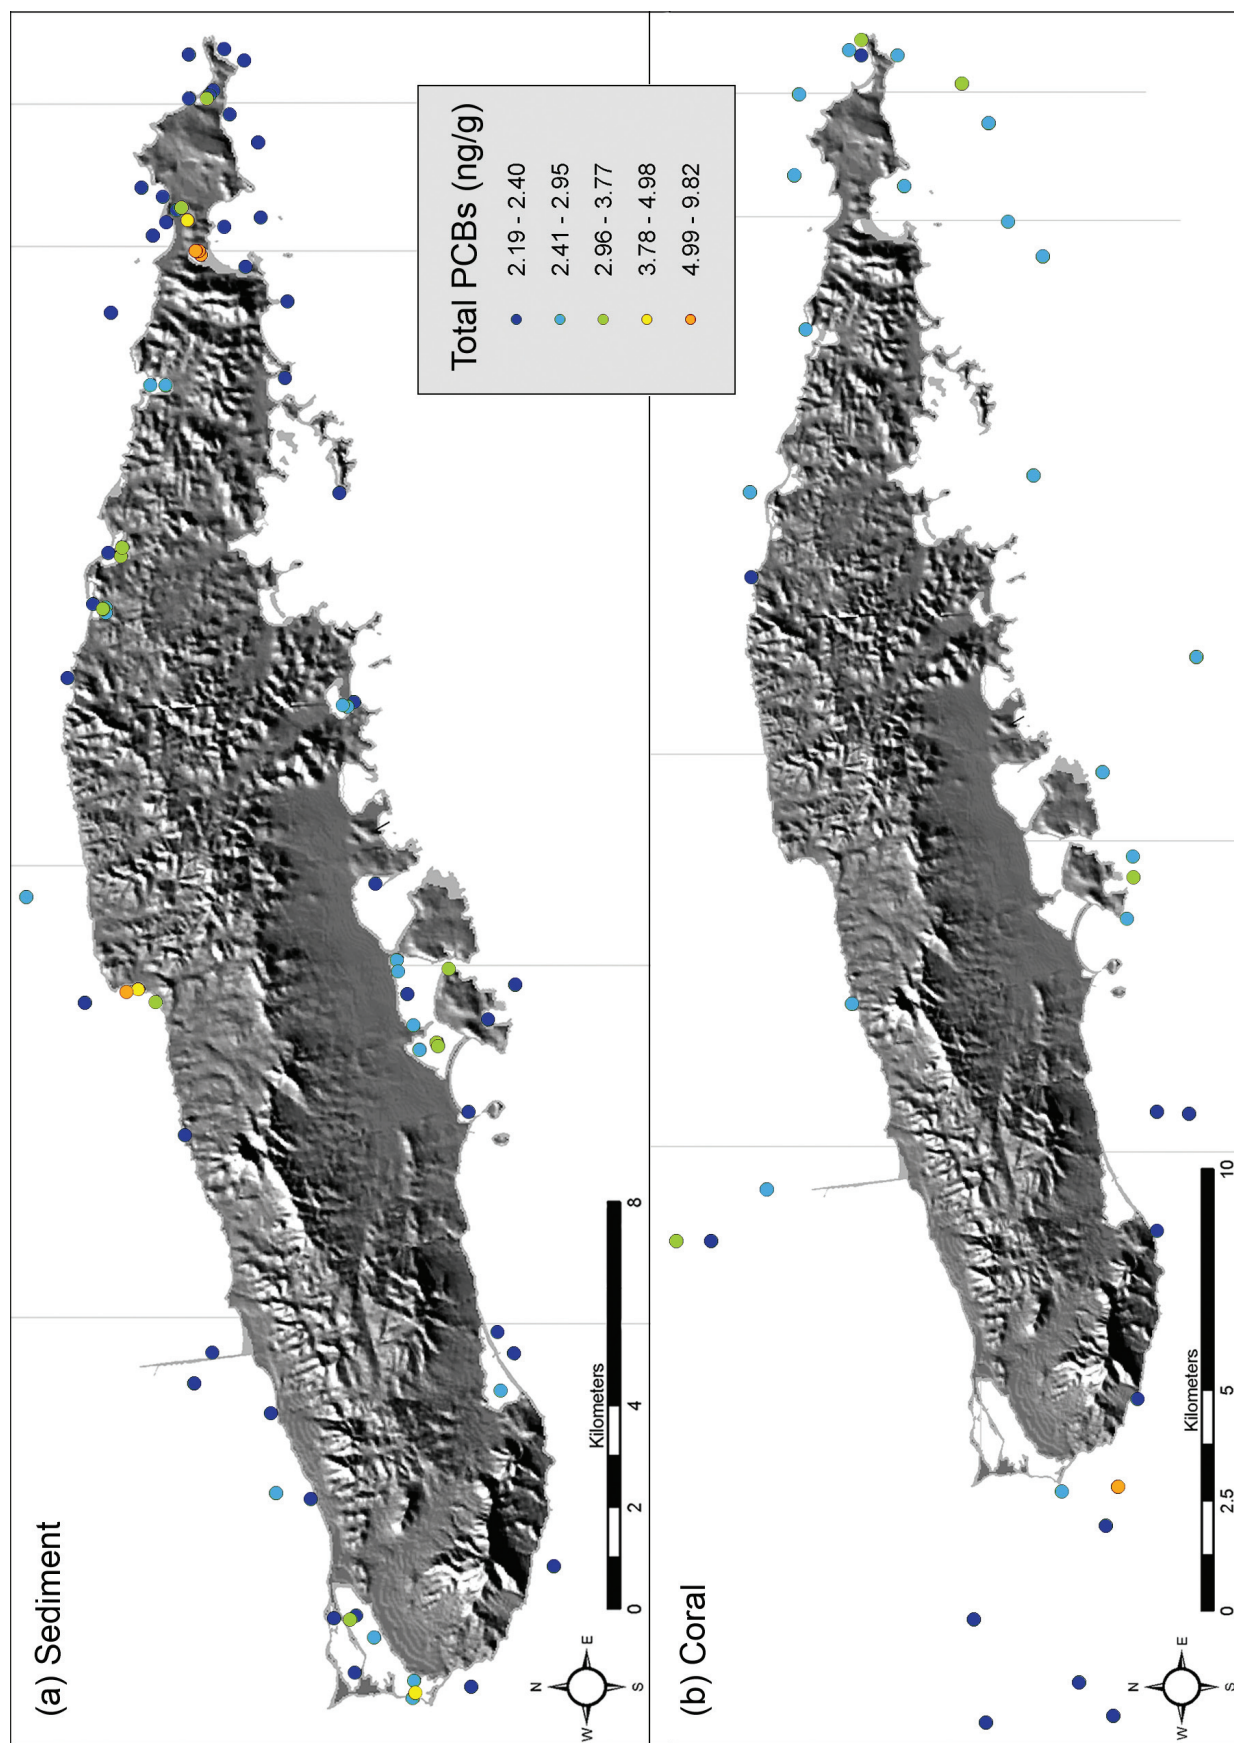 (a) Sediment
N
W
E
S
Kilometers
0
2
4
8
Total PCBs (ng/g)
2.19 - 2.40
2.41 - 2.95
2.96 - 3.77
3.78 - 4.98
4.99 - 9.82
(b) Coral
N
W
E
S
Kilometers
0
2.5
5
10